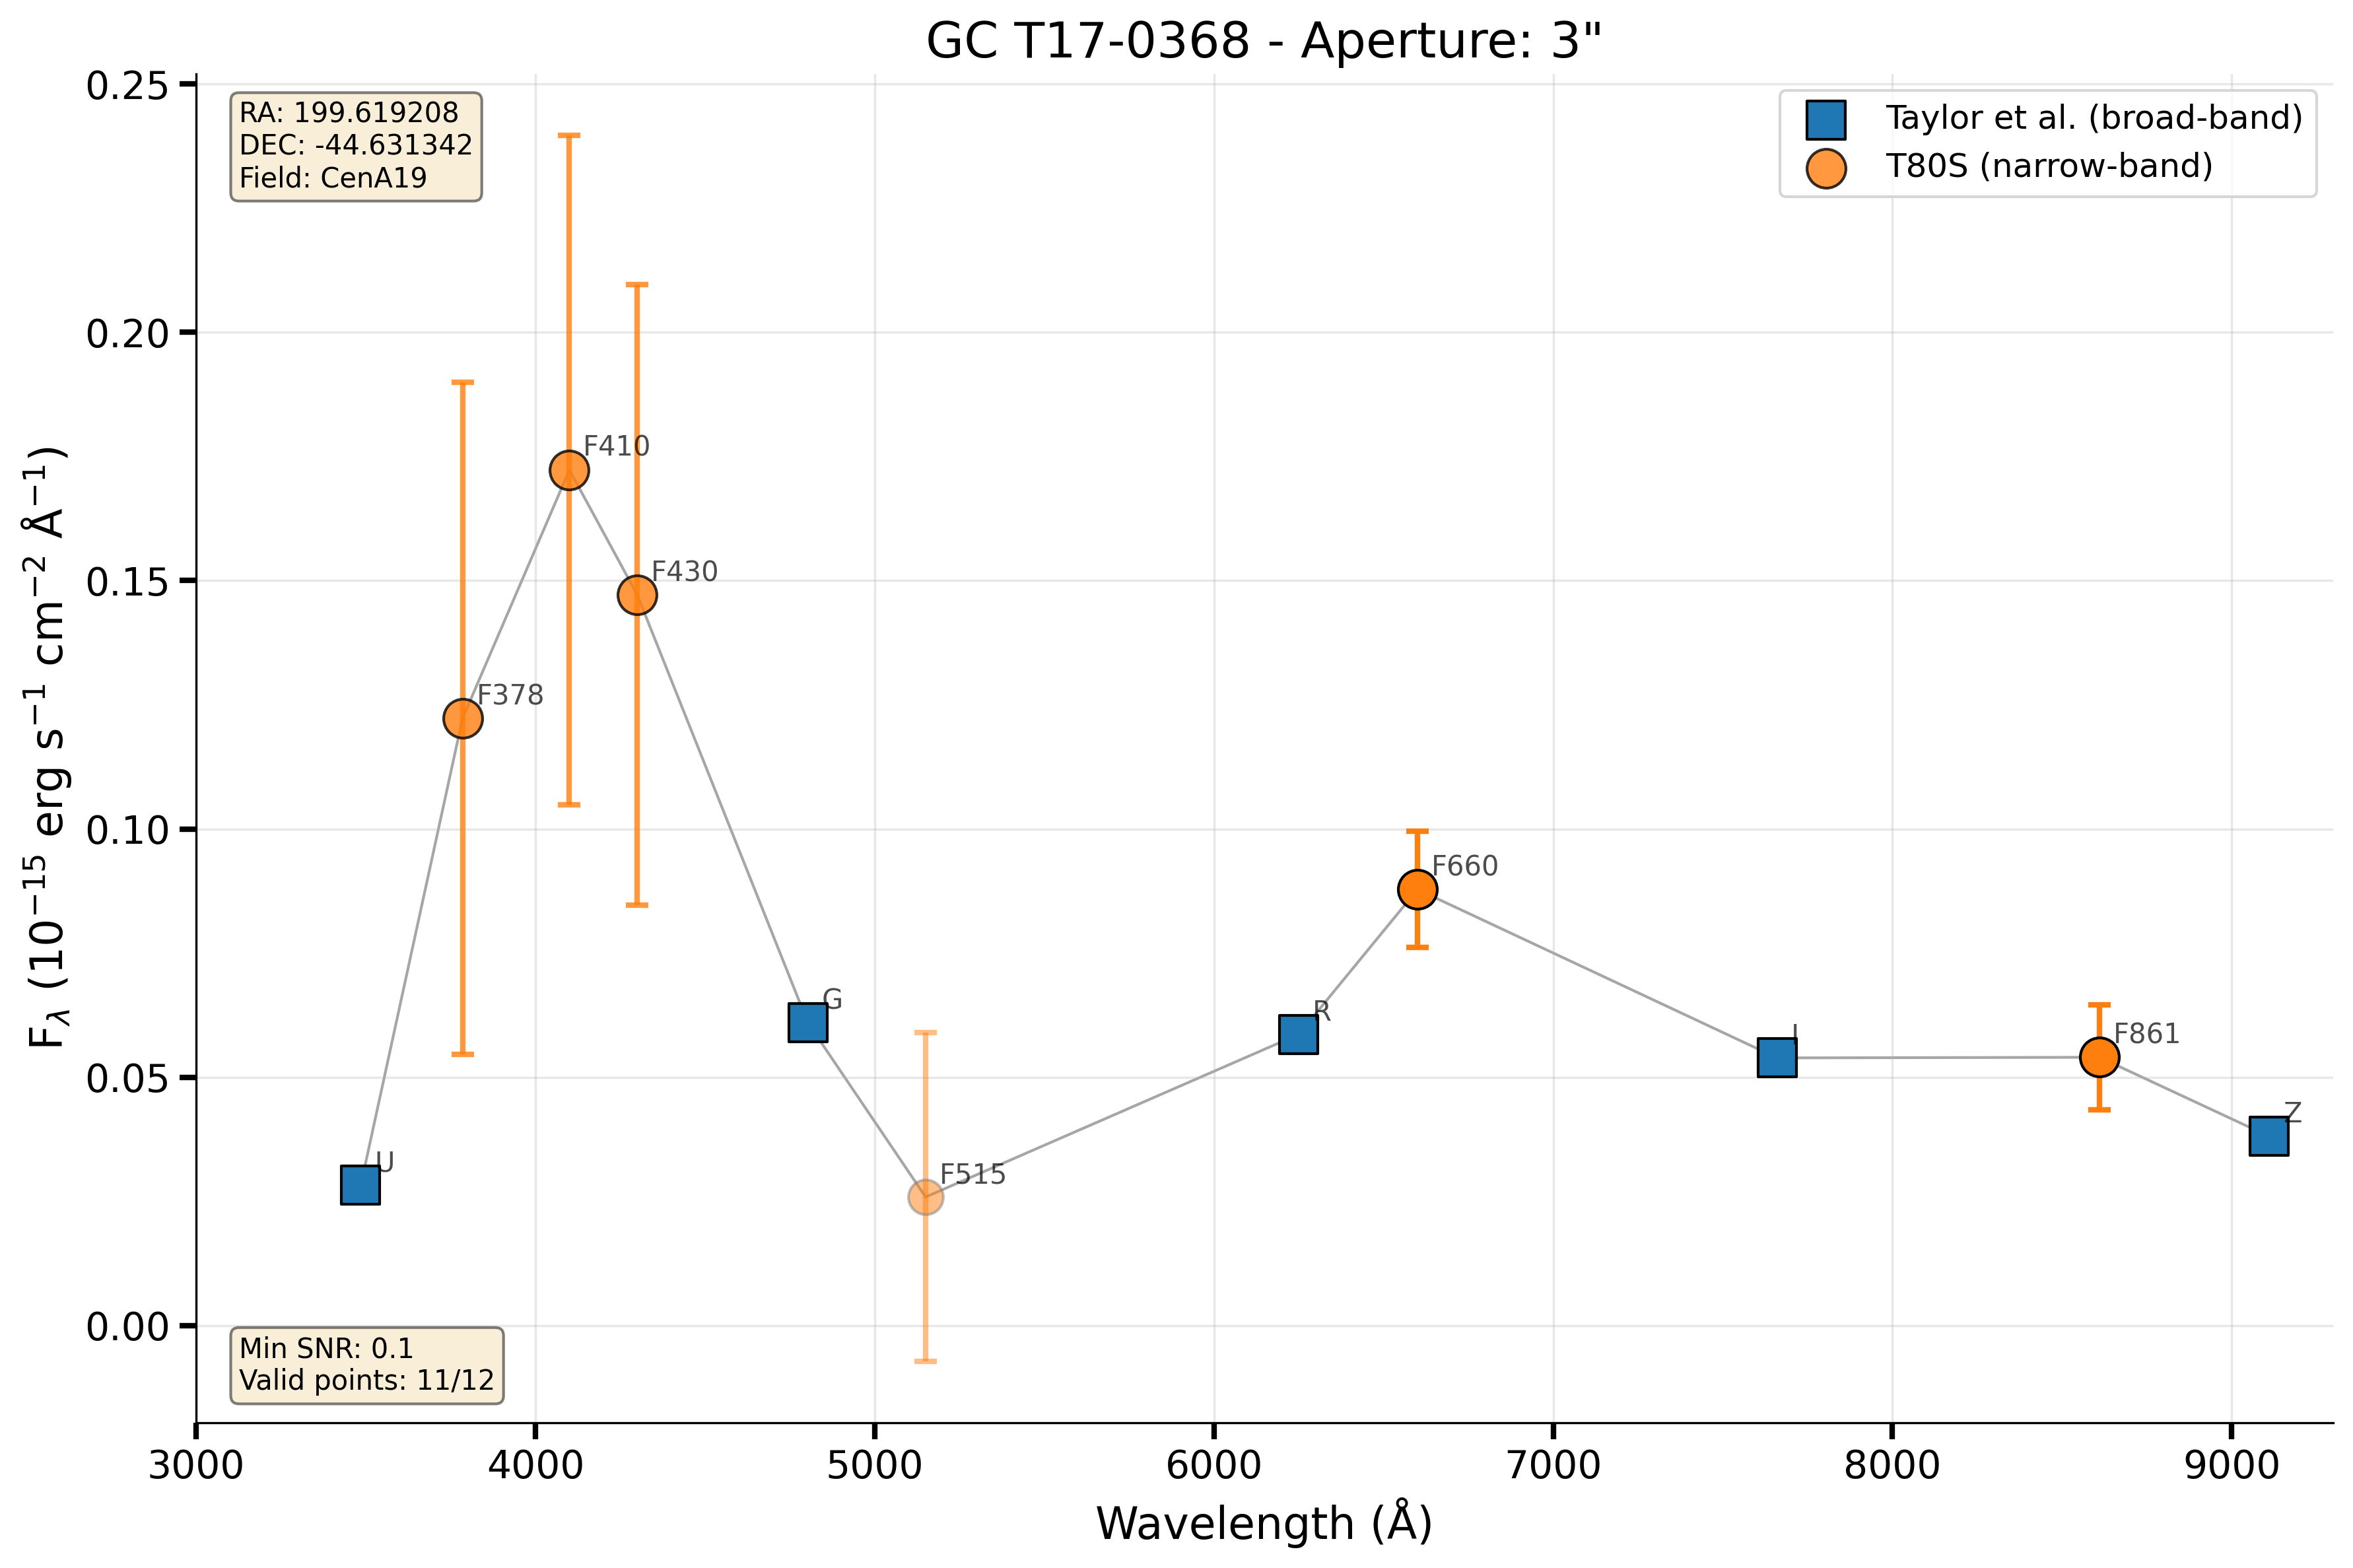 GC T17-0368 - Aperture: 3"
RA: 199.619208
DEC: -44.631342
Field: CenA19
Taylor et al. (broad-band)
T80S (narrow-band)
F410
F430
F378
F660
G
R
I
F861
Z
U
F515
Min SNR: 0.1
Valid points: 11/12
0.25
0.20
0.15
0.10
0.05
0.00
3000 4000 5000 6000 7000 8000 9000
Wavelength (Å)
F_λ (10⁻¹⁵ erg s⁻¹ cm⁻² Å⁻¹)